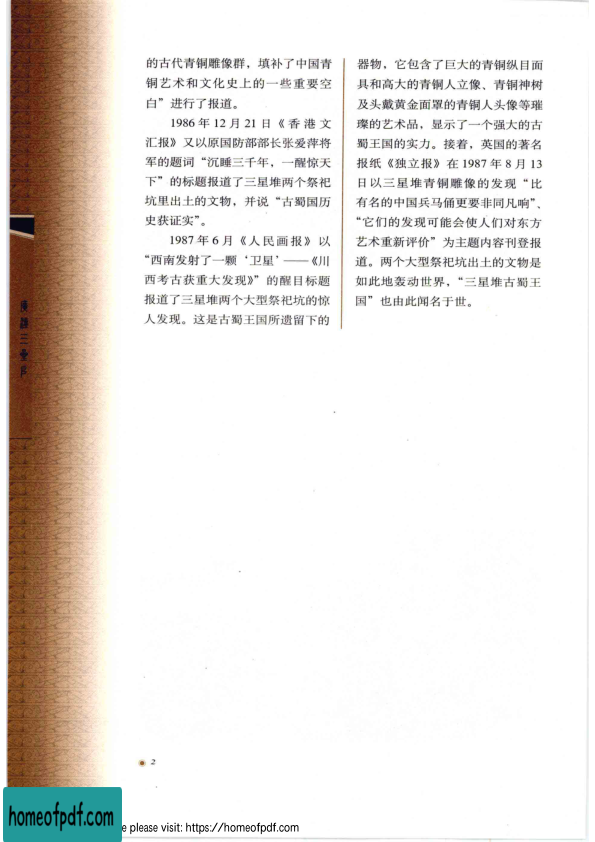 的古代青铜雕像群，填补了中国青
铜艺术和文化史上的一些重要空
白”进行了报道。
1986 年 12 月 21 日《香港文
汇报》又以原国防部部长张爱萍将
军的题词“沉睡三千年，一醒惊天
下”的标题报道了三星堆两个祭祀
坑里出土的文物，并说“古蜀国历
史获证实”。
1987 年 6 月《人民画报》以
“西南发射了一颗‘卫星’——《川
西考古获重大发现》”的醒目标题
报道了三星堆两个大型祭祀坑的惊
人发现。这是古蜀王国所遗留下的
器物，它包含了巨大的青铜纵目面
具和高大的青铜人立像、青铜神树
及头戴黄金面罩的青铜人头像等璀
璨的艺术品，显示了一个强大的古
蜀王国的实力。接着，英国的著名
报纸《独立报》在 1987 年 8 月 13
日以三星堆青铜雕像的发现“比
有名的中国兵马俑更要非同凡响”、
“它们的发现可能会使人们对东方
艺术重新评价”为主题内容刊登报
道。两个大型祭祀坑出土的文物是
如此地轰动世界，“三星堆古蜀王
国”也由此闻名于世。
2
homeofpdf.com
e please visit: https://homeofpdf.com